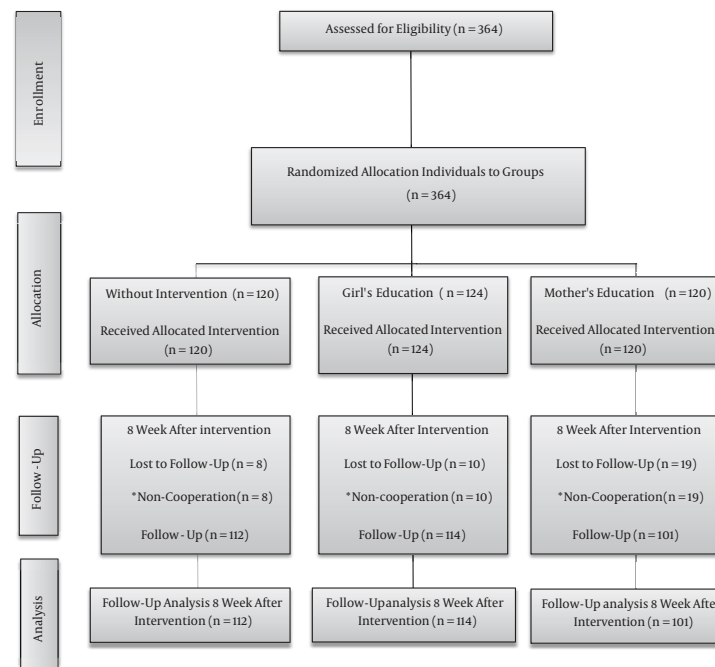 Enrollment
Assessed for Eligibility (n = 364)
Randomized Allocation Individuals to Groups
(n = 364)
Allocation
Without Intervention (n = 120)
Received Allocated Intervention
(n = 120)
Girl's Education ( n = 124)
Received Allocated Intervention
(n = 124)
Mother's Education (n = 120)
Received Allocated Intervention
(n = 120)
Follow -Up
8 Week After intervention
Lost to Follow-Up (n = 8)
*Non-Cooperation(n = 8)
Follow - Up (n = 112)
8 Week After Intervention
Lost to Follow-Up (n = 10)
*Non-cooperation (n = 10)
Follow-Up (n = 114)
8 Week After Intervention
Lost to Follow-Up (n = 19)
*Non-Cooperation(n = 19)
Follow-Up (n = 101)
Analysis
Follow-Up Analysis 8 Week After
Intervention (n = 112)
Follow-Upanalysis 8 Week After
Intervention (n = 114)
Follow-Up analysis 8 Week After
Intervention (n = 101)